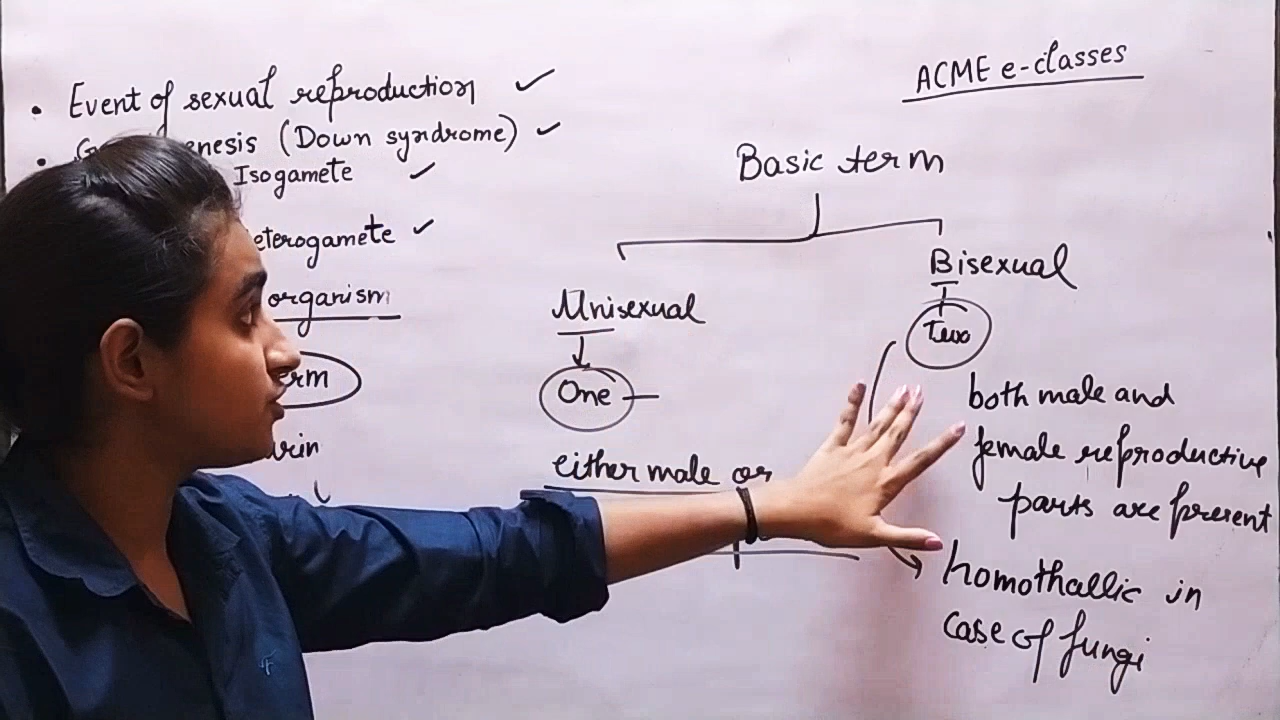 • Event of sexual reproduction ✓
• enesis (Down syndrome) ✓
Isogamete ✓
eterogamete ✓
organism
erm
ACME e-classes
Basic term
Unisexual
One
either male or
Bisexual
Two
both male and
female reproductive
parts are present
homothallic in
case of fungi